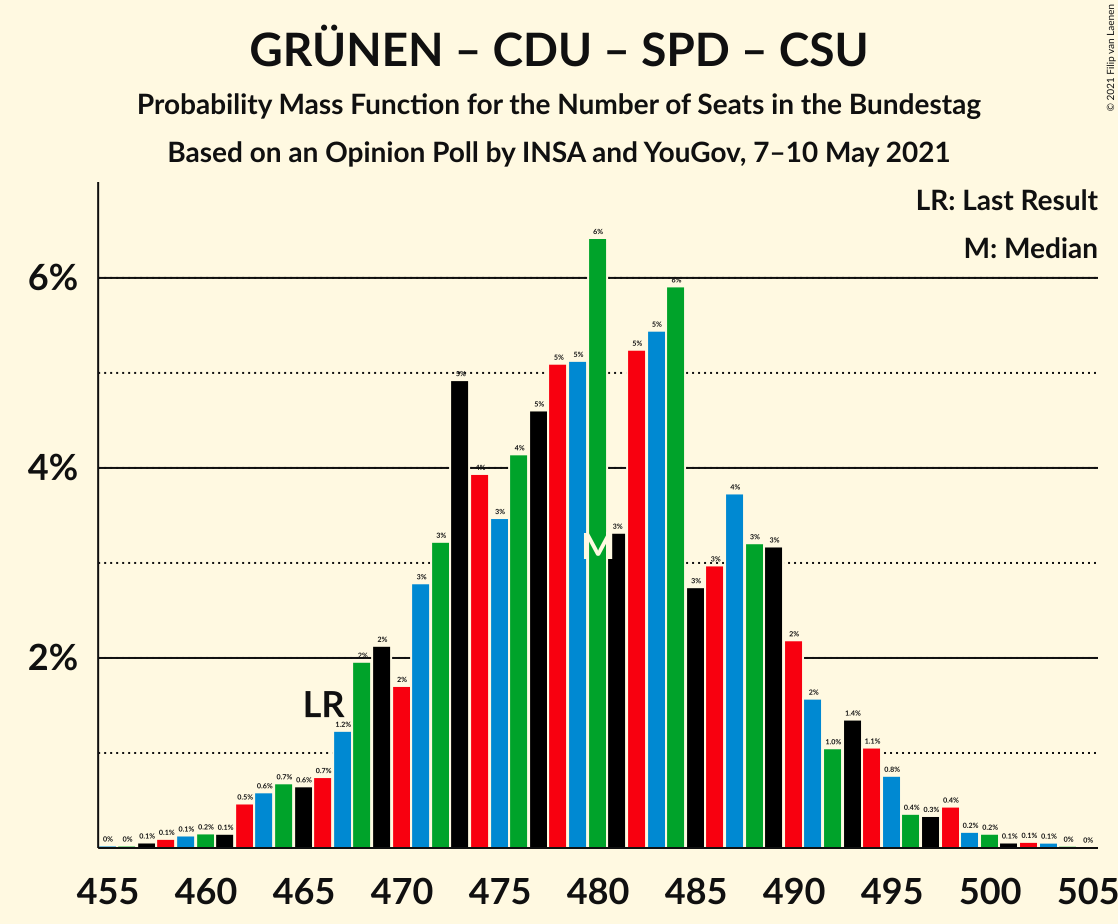 GRÜNEN – CDU – SPD – CSU
Probability Mass Function for the Number of Seats in the Bundestag
Based on an Opinion Poll by INSA and YouGov, 7–10 May 2021
© 2021 Filip van Laenen
LR: Last Result
M: Median
6%
4%
2%
0% 0% 0.1% 0.1% 0.1% 0.2% 0.1% 0.5% 0.6% 0.7% 0.6% 0.7% 1.2% 2% 2% 2% 3% 3% 5% 4% 3% 4% 5% 5% 5% 6% 3% 5% 5% 6% 3% 3% 4% 3% 3% 2% 2% 1.0% 1.4% 1.1% 0.8% 0.4% 0.3% 0.4% 0.2% 0.2% 0.1% 0.1% 0.1% 0% 0%
LR
M
455 460 465 470 475 480 485 490 495 500 505